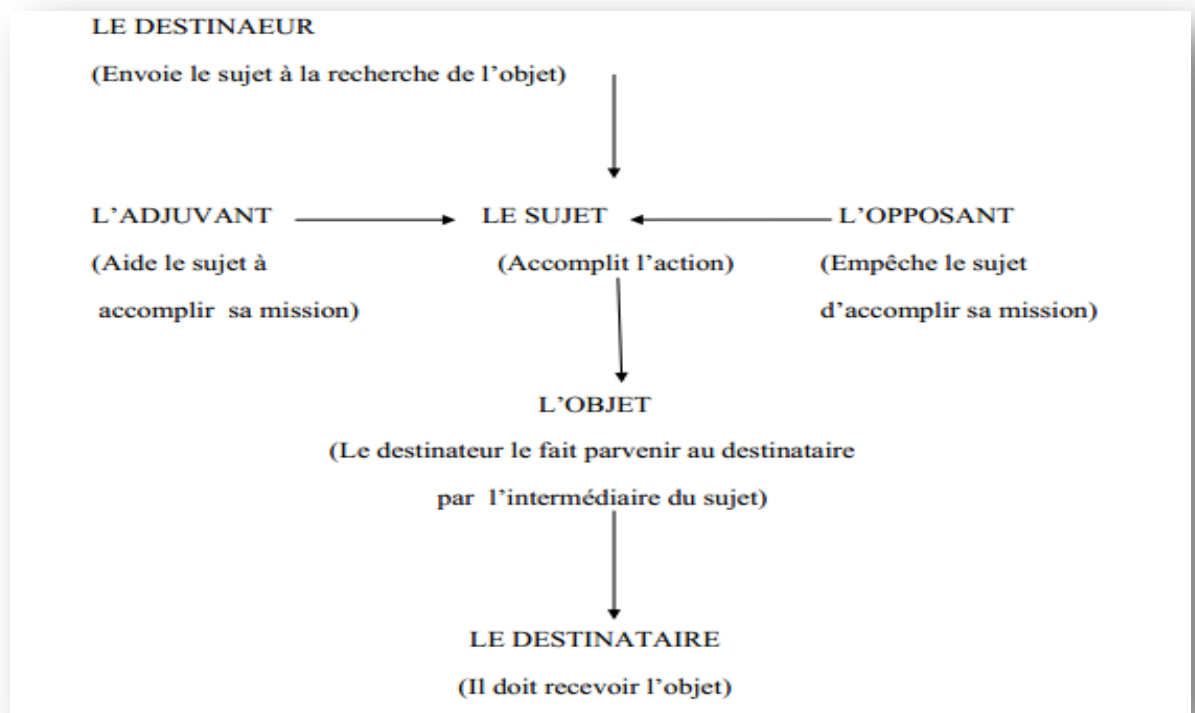 LE DESTINAEUR
(Envoie le sujet à la recherche de l’objet)
L’ADJUVANT LE SUJET L’OPPOSANT
(Aide le sujet à (Accomplit l’action) (Empêche le sujet
accomplir sa mission) d’accomplir sa mission)
L’OBJET
(Le destinateur le fait parvenir au destinataire
par l’intermédiaire du sujet)
LE DESTINATAIRE
(Il doit recevoir l’objet)